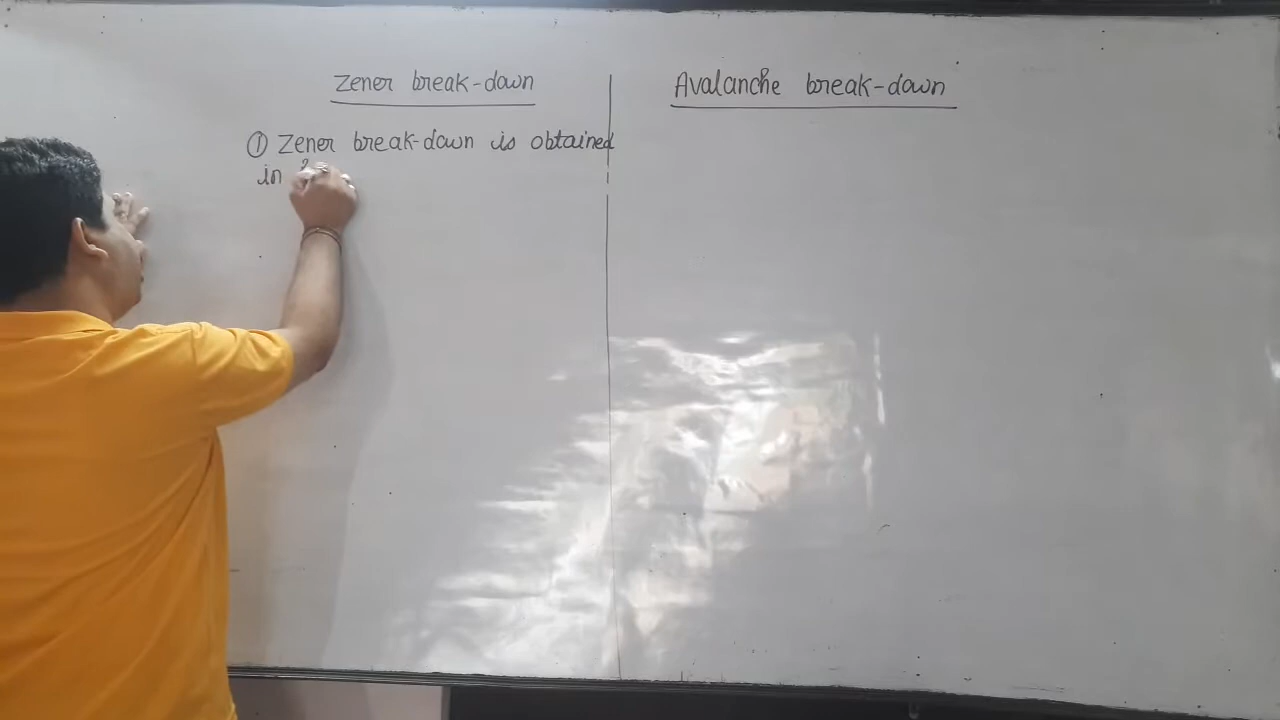 Zener break-down
Avalanche break-down
① Zener break-down is obtained
in